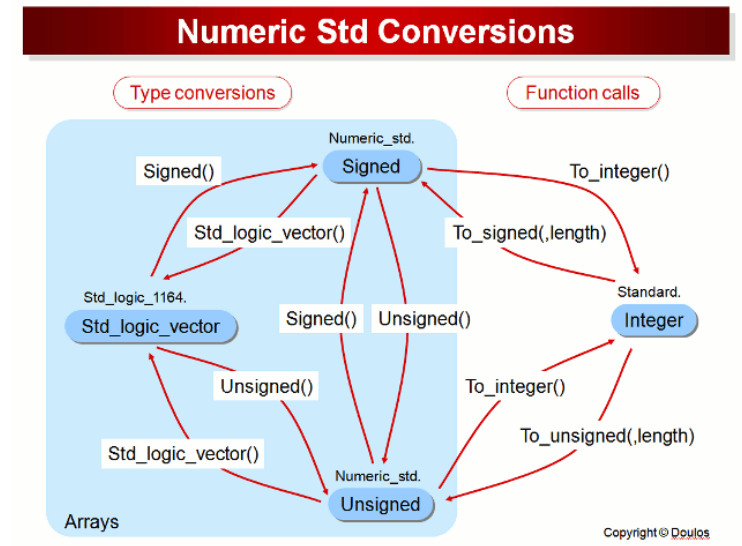 Numeric Std Conversions
Type conversions
Function calls
Numeric_std.
Signed
Signed()
To_integer()
Std_logic_vector()
To_signed(,length)
Std_logic_1164.
Std_logic_vector
Signed()
Unsigned()
Standard.
Integer
Unsigned()
To_integer()
Std_logic_vector()
To_unsigned(,length)
Numeric_std.
Unsigned
Arrays
Copyright © Doulos